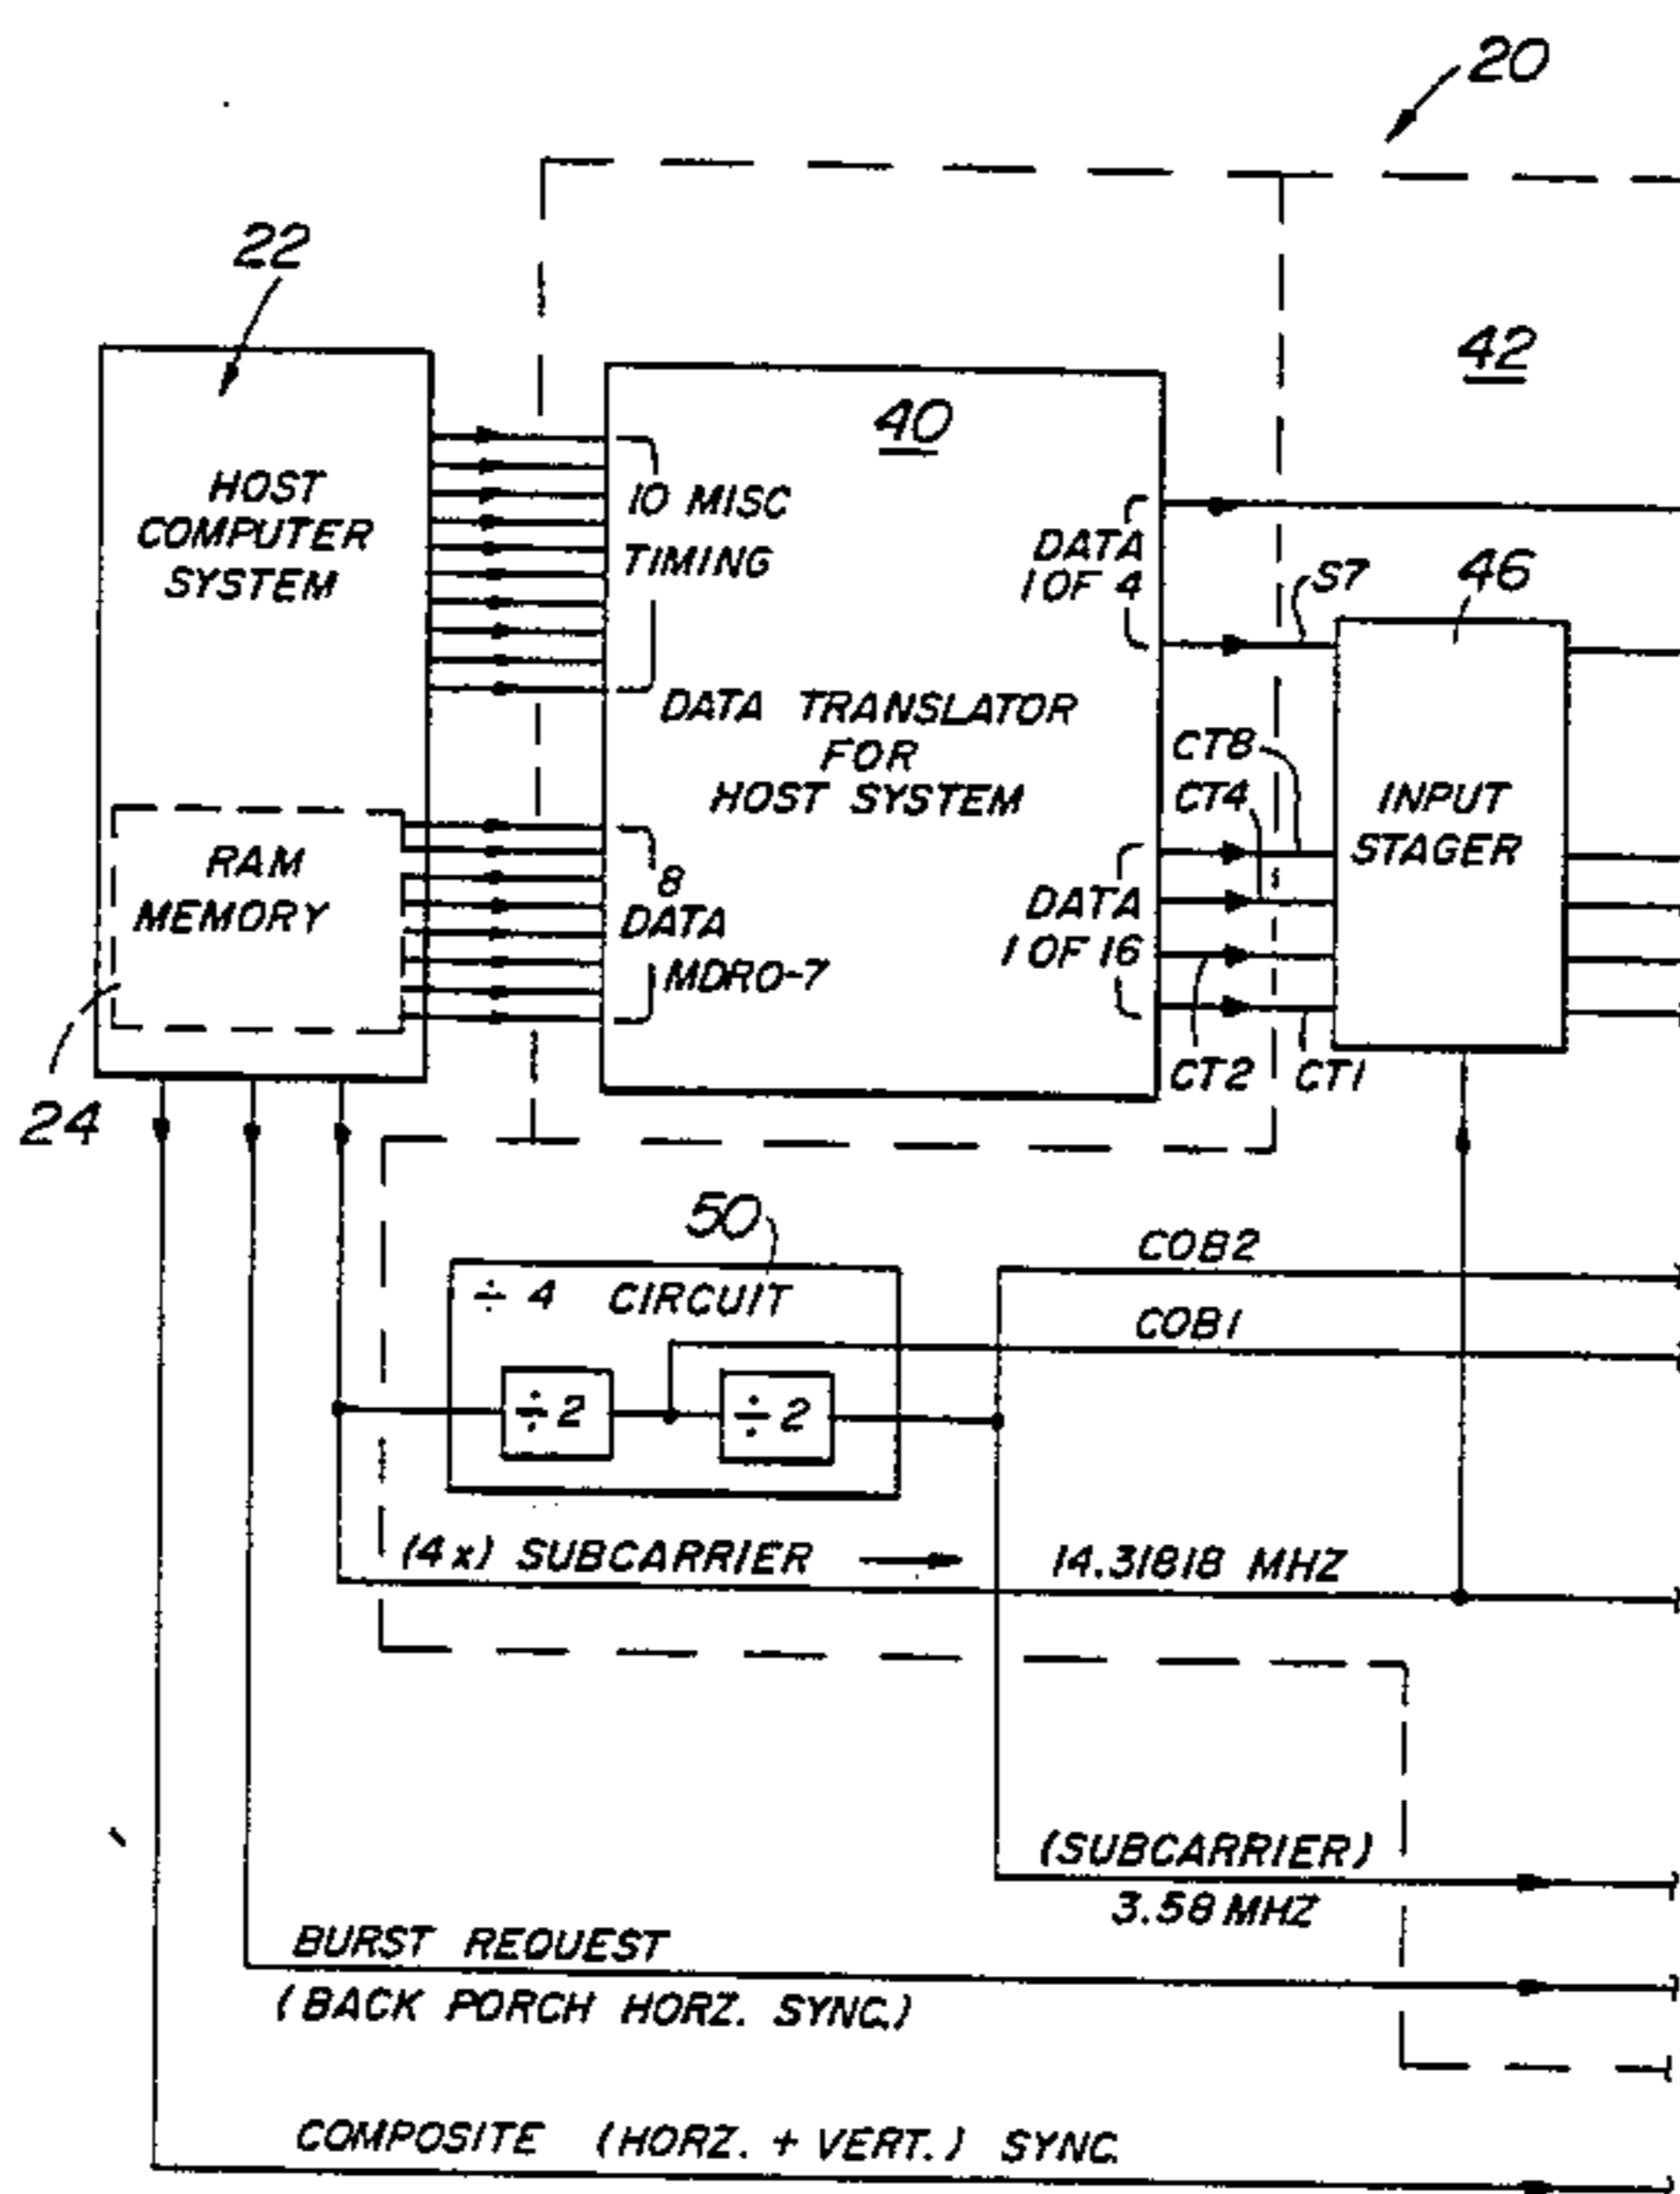 20
22
42
40
HOST
COMPUTER
SYSTEM
10 MISC
TIMING
DATA
1 OF 4
S7
46
DATA TRANSLATOR
FOR
HOST SYSTEM
CT8
CT4
INPUT
STAGER
RAM
MEMORY
8
DATA
MDR0-7
DATA
1 OF 16
CT2
CT1
24
50
÷ 4 CIRCUIT
COB2
COB1
÷2
÷2
(4x) SUBCARRIER
14.31818 MHZ
(SUBCARRIER)
3.58 MHZ
BURST REQUEST
(BACK PORCH HORZ. SYNC.)
COMPOSITE (HORZ. + VERT.) SYNC.